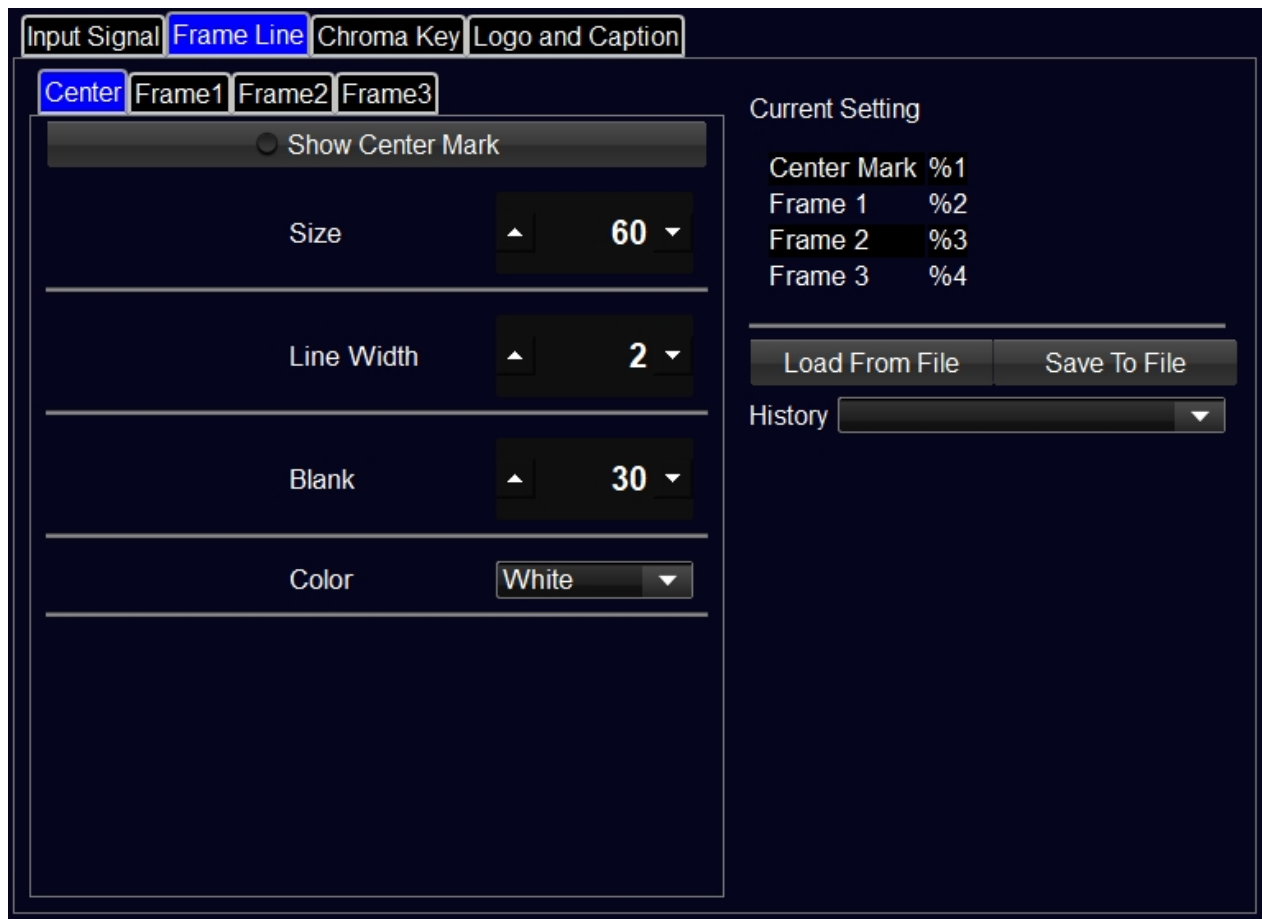 Input Signal Frame Line Chroma Key Logo and Caption
Center Frame1 Frame2 Frame3
Show Center Mark
Size 60
Line Width 2
Blank 30
Color White
Current Setting
Center Mark %1
Frame 1 %2
Frame 2 %3
Frame 3 %4
Load From File Save To File
History